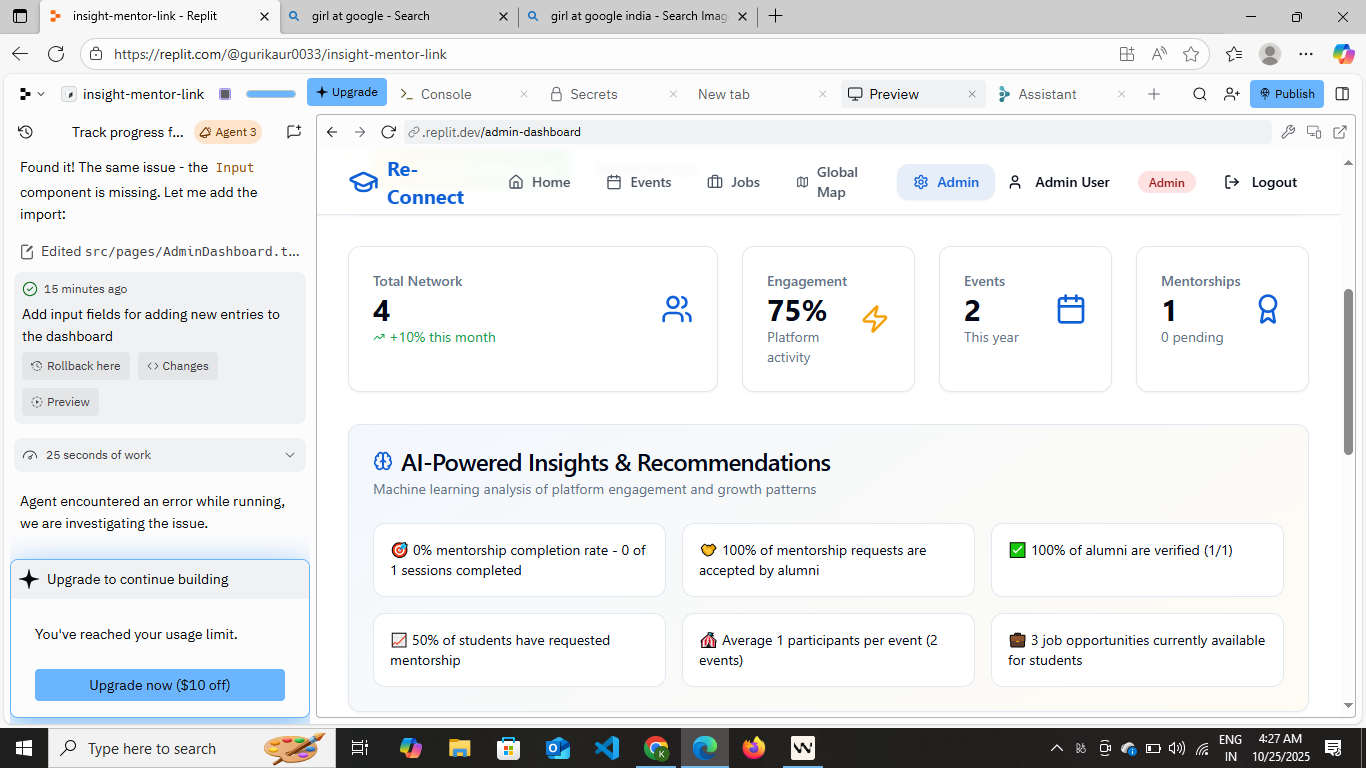 insight-mentor-link - Replit
girl at google - Search
girl at google india - Search Imag
https://replit.com/@gurikaur0033/insight-mentor-link
insight-mentor-link
Upgrade
Console
Secrets
New tab
Preview
Assistant
Publish
Track progress f...
Agent 3
.replit.dev/admin-dashboard
Found it! The same issue - the Input
component is missing. Let me add the
import:
Edited src/pages/AdminDashboard.t...
15 minutes ago
Add input fields for adding new entries to
the dashboard
Rollback here
Changes
Preview
25 seconds of work
Agent encountered an error while running,
we are investigating the issue.
Upgrade to continue building
You've reached your usage limit.
Upgrade now ($10 off)
Re-
Connect
Home
Events
Jobs
Global
Map
Admin
Admin User
Admin
Logout
Total Network
4
+10% this month
Engagement
75%
Platform
activity
Events
2
This year
Mentorships
1
0 pending
AI-Powered Insights & Recommendations
Machine learning analysis of platform engagement and growth patterns
0% mentorship completion rate - 0 of
1 sessions completed
100% of mentorship requests are
accepted by alumni
100% of alumni are verified (1/1)
50% of students have requested
mentorship
Average 1 participants per event (2
events)
3 job opportunities currently available
for students
Type here to search
ENG
IN
4:27 AM
10/25/2025